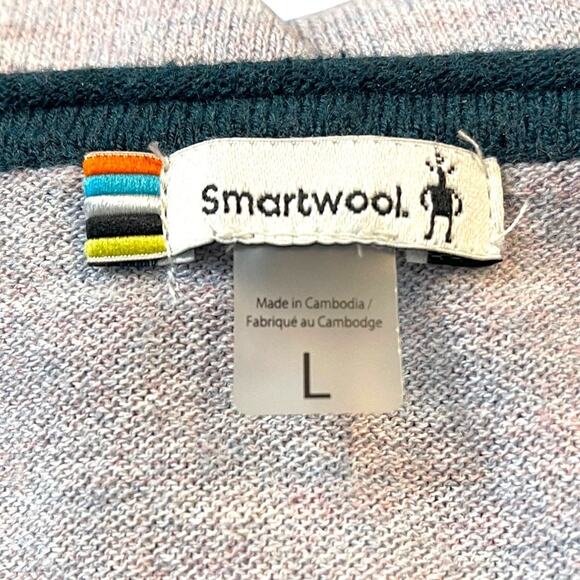 Smartwool.
Made in Cambodia /
Fabriqué au Cambodge
L